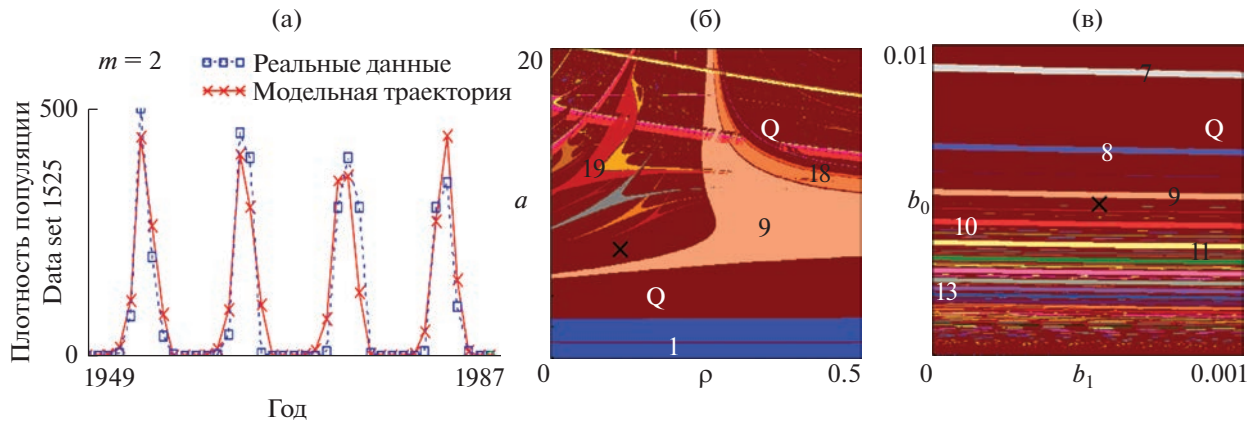 (а)
m = 2
Реальные данные
Модельная траектория
500
0
Плотность популяции
Data set 1525
1949
1987
Год
(б)
20
a
Q
19
18
9
Q
1
0
ρ
0.5
(в)
0.01
7
Q
8
9
b0
10
11
13
0
b1
0.001